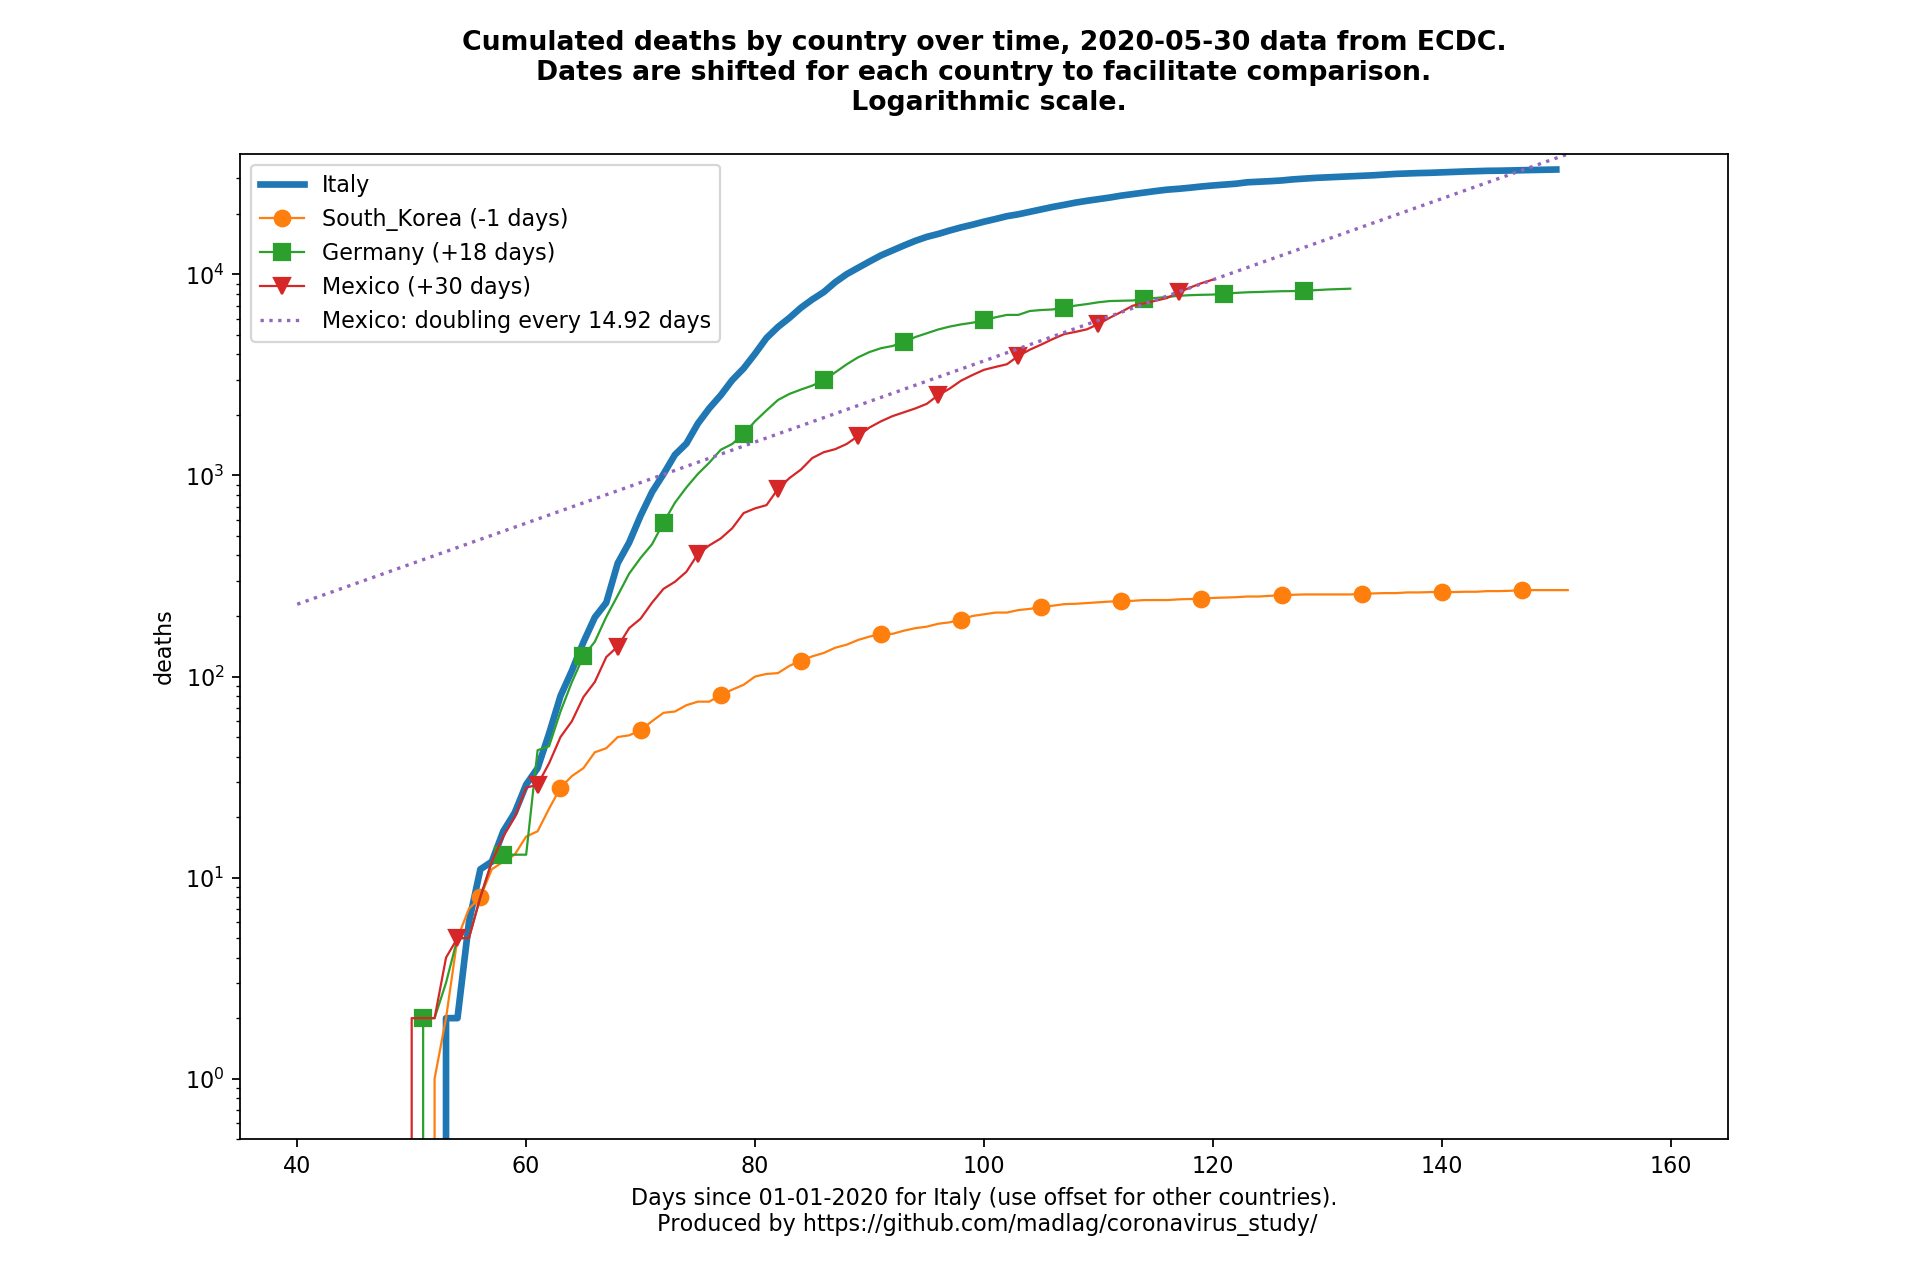 Cumulated deaths by country over time, 2020-05-30 data from ECDC.
Dates are shifted for each country to facilitate comparison.
Logarithmic scale.
Italy
South_Korea (-1 days)
Germany (+18 days)
Mexico (+30 days)
Mexico: doubling every 14.92 days
deaths
10⁴
10³
10²
10¹
10⁰
40 60 80 100 120 140 160
Days since 01-01-2020 for Italy (use offset for other countries).
Produced by https://github.com/madlag/coronavirus_study/